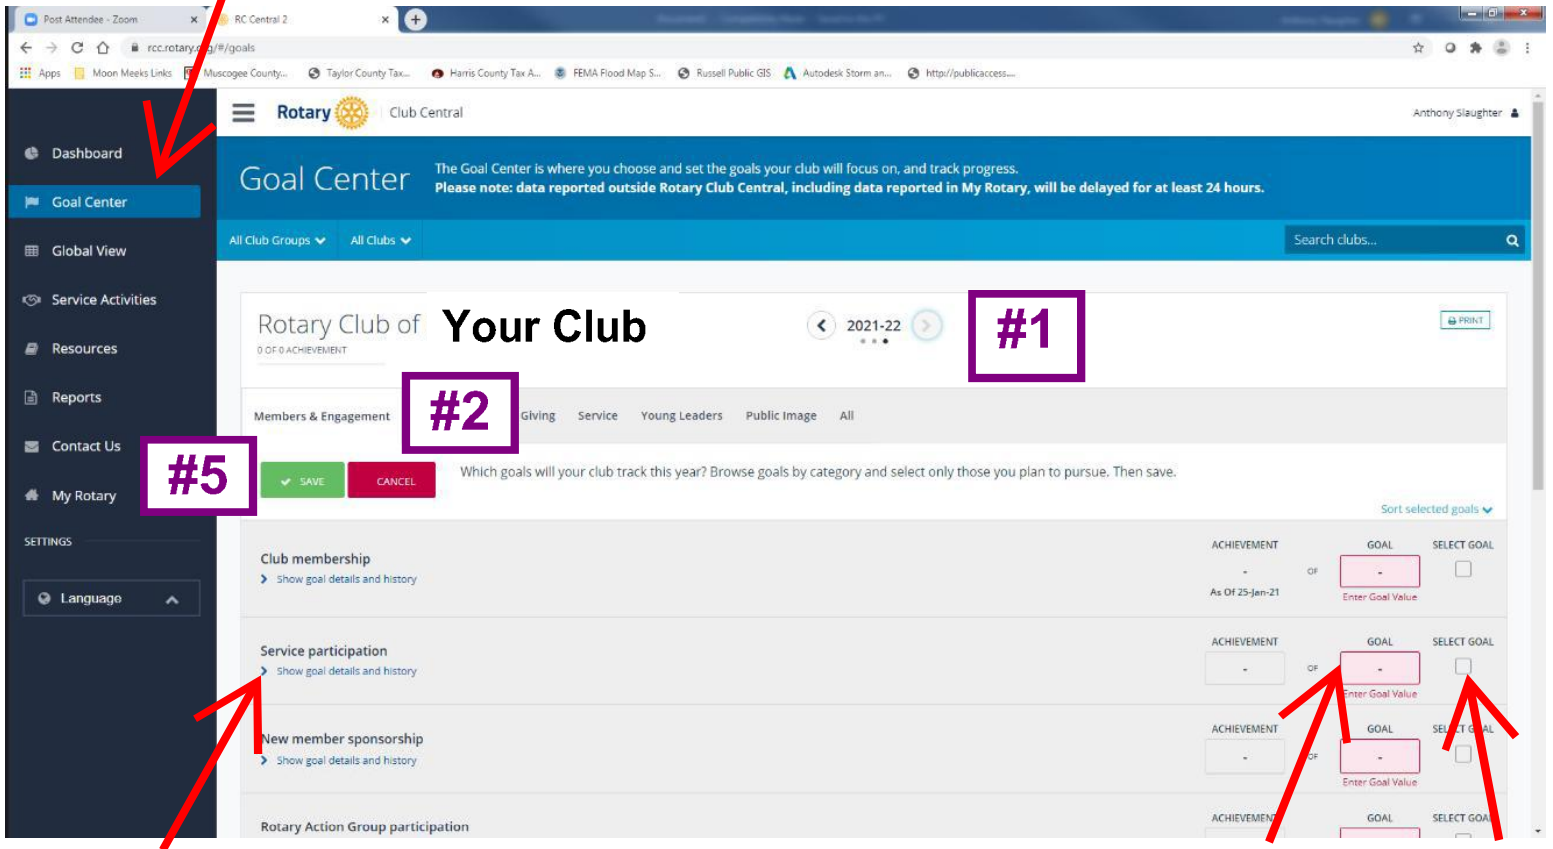 Post Attendee - Zoom
RC Central 2
rcc.rotary.org/#/goals
Apps Moon Meeks Links Muscogee County... Taylor County Tax... Harris County Tax A... FEMA Flood Map S... Russell Public GIS Autodesk Storm an... http://publicaccess....
Rotary Club Central
Anthony Slaughter
Dashboard
Goal Center
Global View
Service Activities
Resources
Reports
Contact Us
My Rotary
SETTINGS
Language
Goal Center
The Goal Center is where you choose and set the goals your club will focus on, and track progress.
Please note: data reported outside Rotary Club Central, including data reported in My Rotary, will be delayed for at least 24 hours.
All Club Groups All Clubs
Search clubs...
Rotary Club of Your Club
0 OF 0 ACHIEVEMENT
2021-22
#1
PRINT
Members & Engagement #2 Giving Service Young Leaders Public Image All
#5
SAVE CANCEL
Which goals will your club track this year? Browse goals by category and select only those you plan to pursue. Then save.
Sort selected goals
Club membership
Show goal details and history
ACHIEVEMENT GOAL SELECT GOAL
- OF -
As Of 25-Jan-21 Enter Goal Value
Service participation
Show goal details and history
ACHIEVEMENT GOAL SELECT GOAL
- OF -
Enter Goal Value
New member sponsorship
Show goal details and history
ACHIEVEMENT GOAL SELECT GOAL
- OF -
Enter Goal Value
Rotary Action Group participation
ACHIEVEMENT GOAL SELECT GOAL